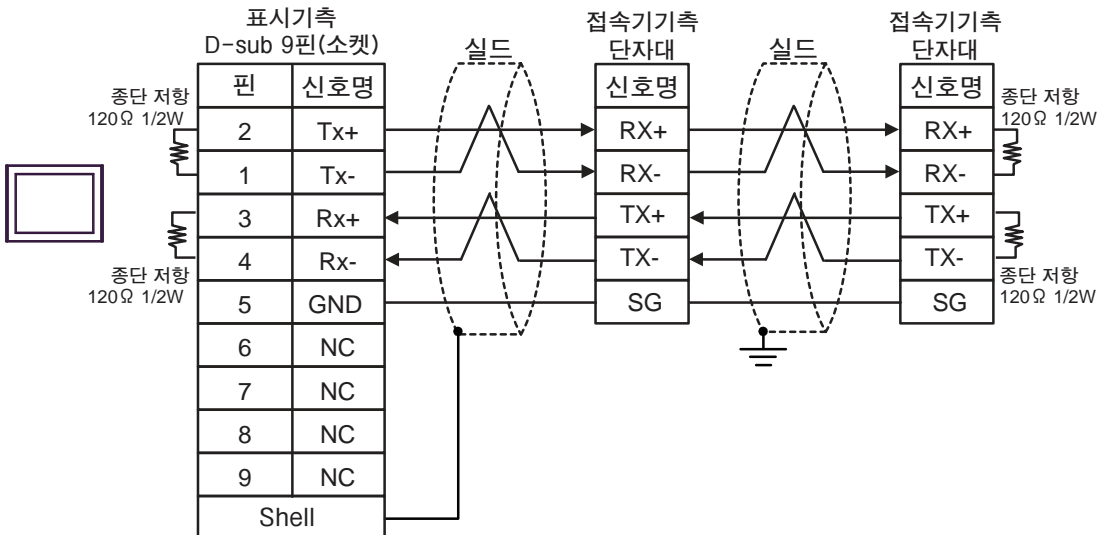 표시기측
D-sub 9핀(소켓)
실드
접속기기측
단자대
실드
접속기기측
단자대
종단 저항
120Ω 1/2W
핀 신호명
신호명
신호명
종단 저항
120Ω 1/2W
2 Tx+
RX+
RX+
1 Tx-
RX-
RX-
3 Rx+
TX+
TX+
4 Rx-
TX-
TX-
종단 저항
120Ω 1/2W
5 GND
SG
SG
종단 저항
120Ω 1/2W
6 NC
7 NC
8 NC
9 NC
Shell